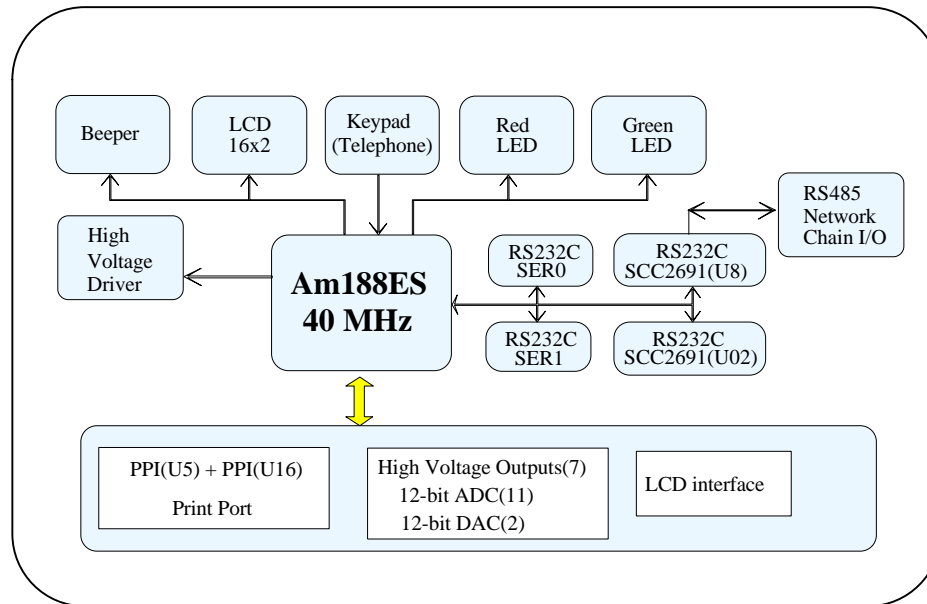 Beeper
LCD
16x2
Keypad
(Telephone)
Red
LED
Green
LED
High
Voltage
Driver
Am188ES
40 MHz
RS232C
SER0
RS232C
SCC2691(U8)
RS485
Network
Chain I/O
RS232C
SER1
RS232C
SCC2691(U02)
PPI(U5) + PPI(U16)
Print Port
High Voltage Outputs(7)
12-bit ADC(11)
12-bit DAC(2)
LCD interface